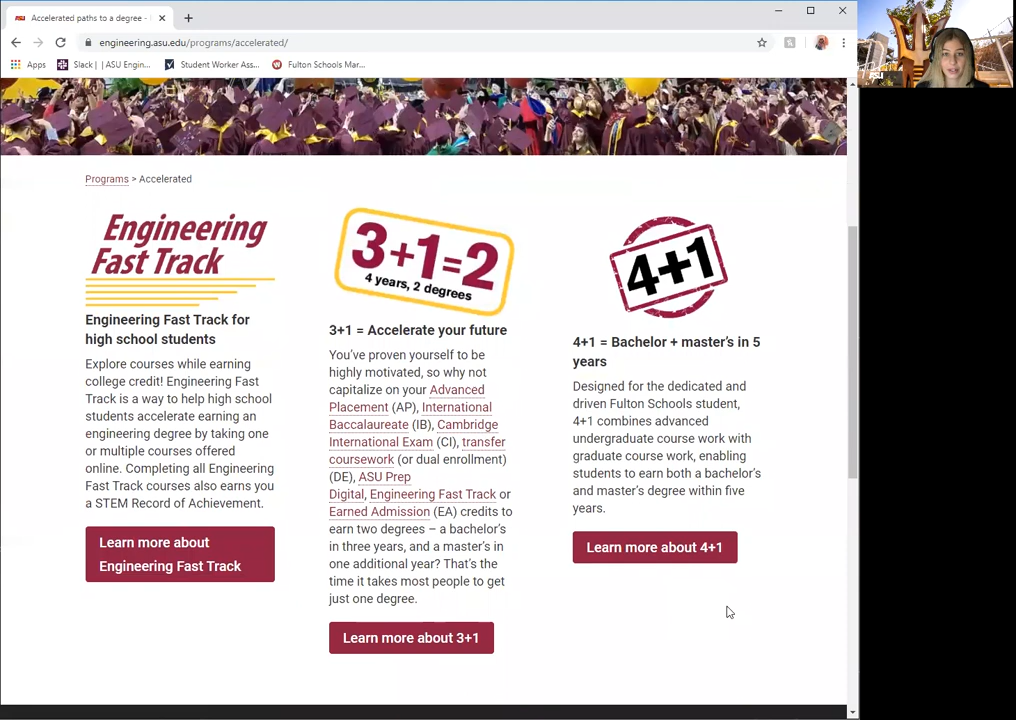 Accelerated paths to a degree -
engineering.asu.edu/programs/accelerated/
Apps
Slack | | ASU Engin...
Student Worker Ass...
Fulton Schools Mar...
ASU
Programs > Accelerated
Engineering
Fast Track
Engineering Fast Track for
high school students
Explore courses while earning
college credit! Engineering Fast
Track is a way to help high school
students accelerate earning an
engineering degree by taking one
or multiple courses offered
online. Completing all Engineering
Fast Track courses also earns you
a STEM Record of Achievement.
Learn more about
Engineering Fast Track
3+1=2
4 years, 2 degrees
3+1 = Accelerate your future
You've proven yourself to be
highly motivated, so why not
capitalize on your Advanced
Placement (AP), International
Baccalaureate (IB), Cambridge
International Exam (CI), transfer
coursework (or dual enrollment)
(DE), ASU Prep
Digital, Engineering Fast Track or
Earned Admission (EA) credits to
earn two degrees – a bachelor's
in three years, and a master's in
one additional year? That's the
time it takes most people to get
just one degree.
Learn more about 3+1
4+1
4+1 = Bachelor + master's in 5
years
Designed for the dedicated and
driven Fulton Schools student,
4+1 combines advanced
undergraduate course work with
graduate course work, enabling
students to earn both a bachelor's
and master's degree within five
years.
Learn more about 4+1